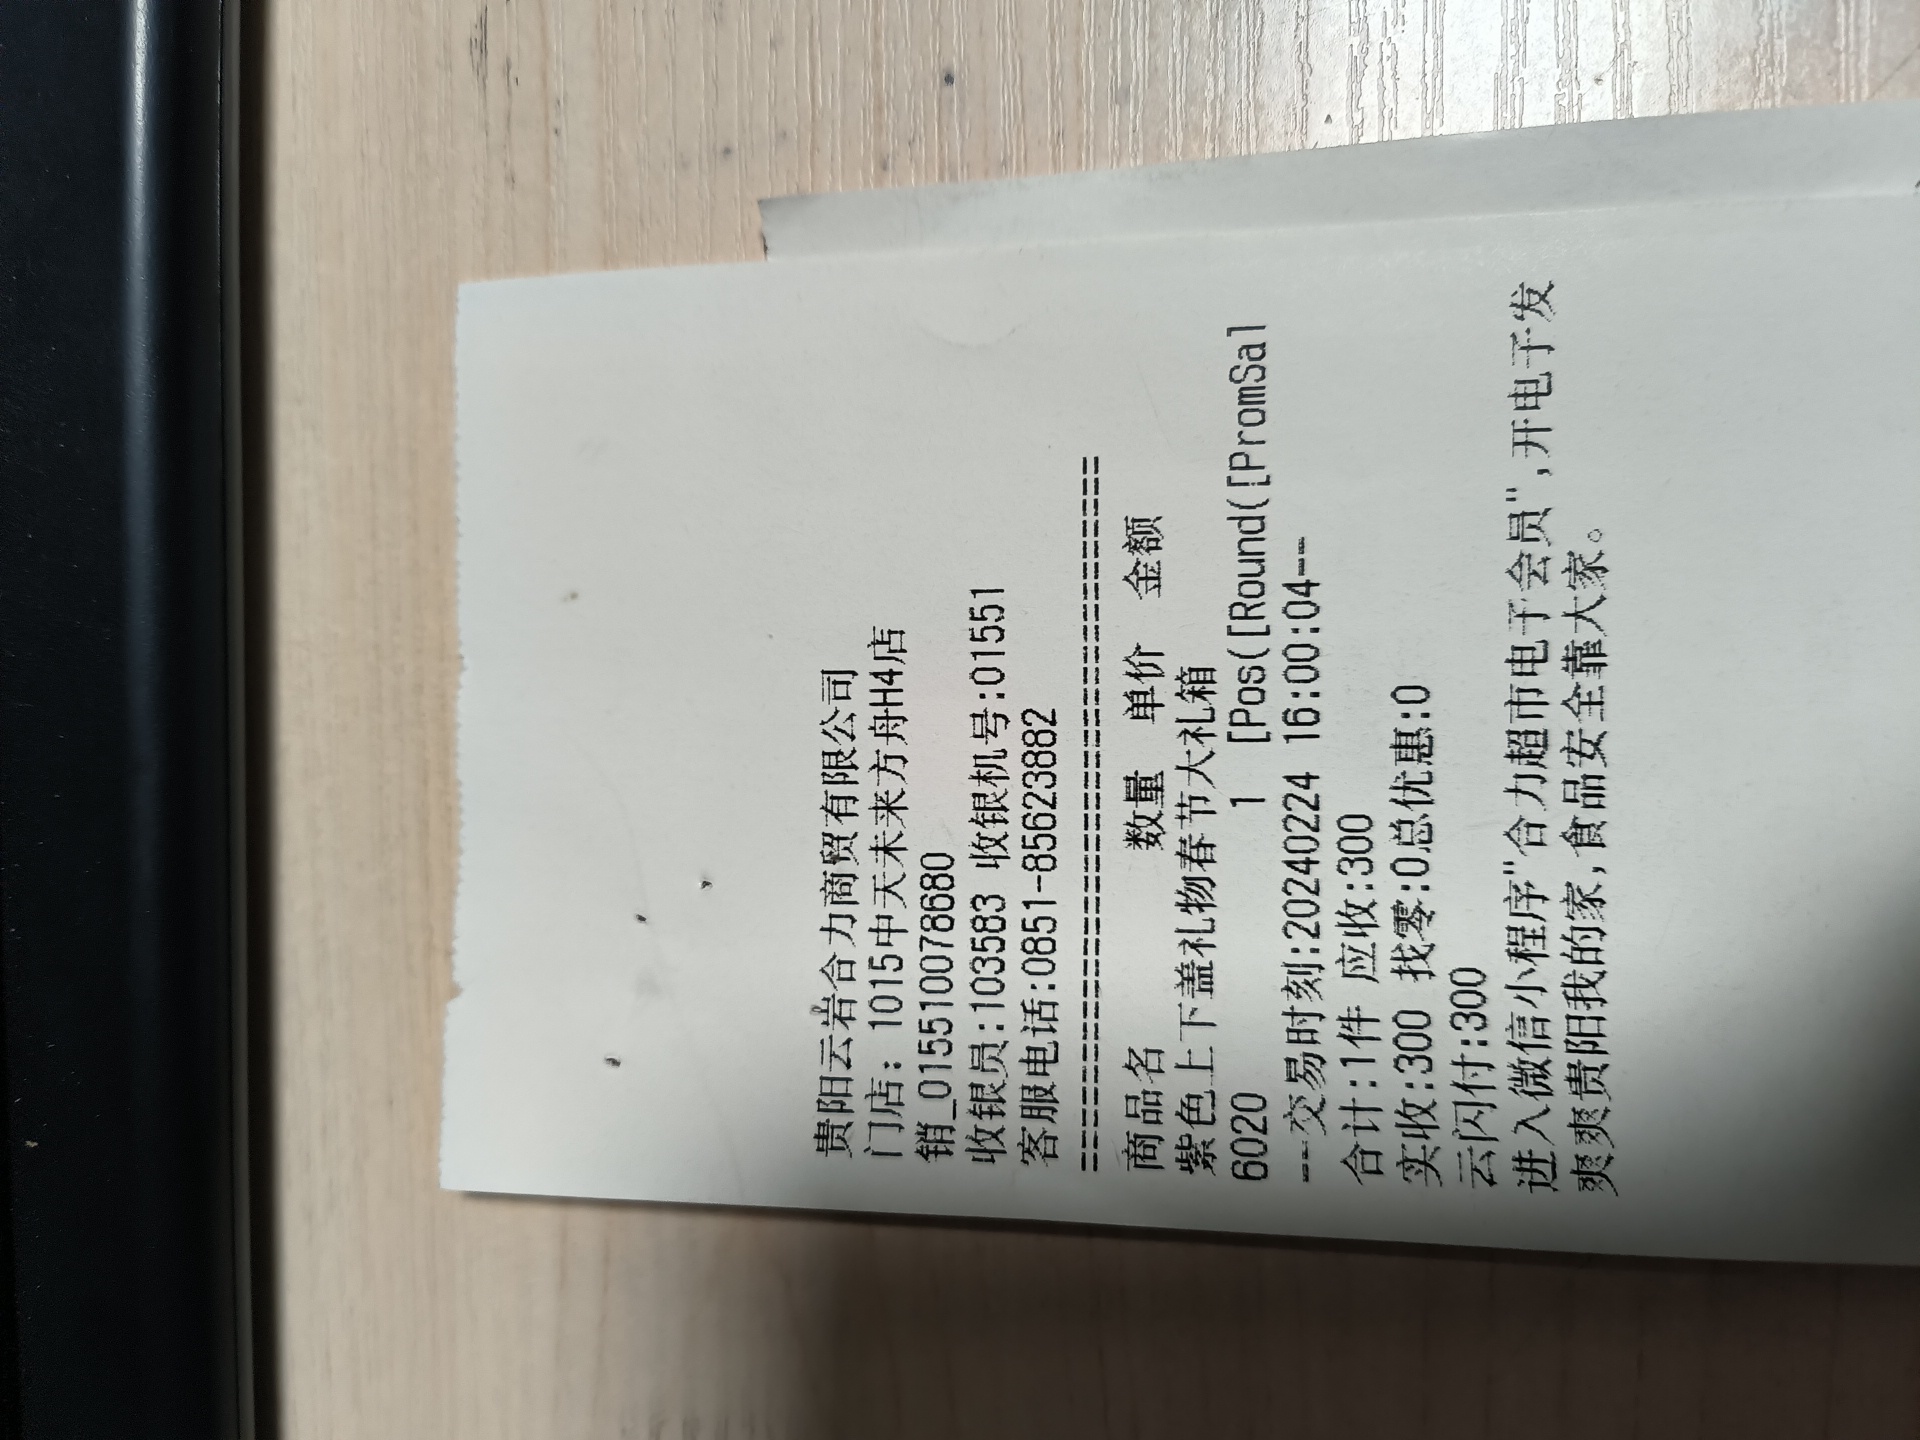 贵阳云岩合力商贸有限公司
门店: 1015中天未来方舟H4店
销_015510078680
收银员:103583 收银机号:01551
客服电话:0851-85623882
================================
商品名 数量 单价 金额
紫色上下盖礼物春节大礼箱
6020 1 [Pos([Round([PromSal
---交易时刻:20240224 16:00:04--
合计:1件 应收:300
实收:300 找零:0总优惠:0
云闪付:300
进入微信小程序"合力超市电子会员",开电子发
爽爽贵阳我的家,食品安全靠大家。